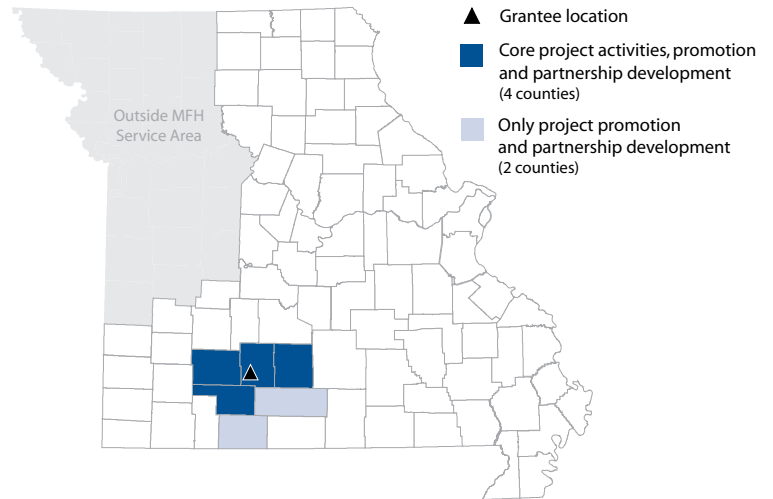 Grantee location
Core project activities, promotion
and partnership development
(4 counties)
Outside MFH
Service Area
Only project promotion
and partnership development
(2 counties)